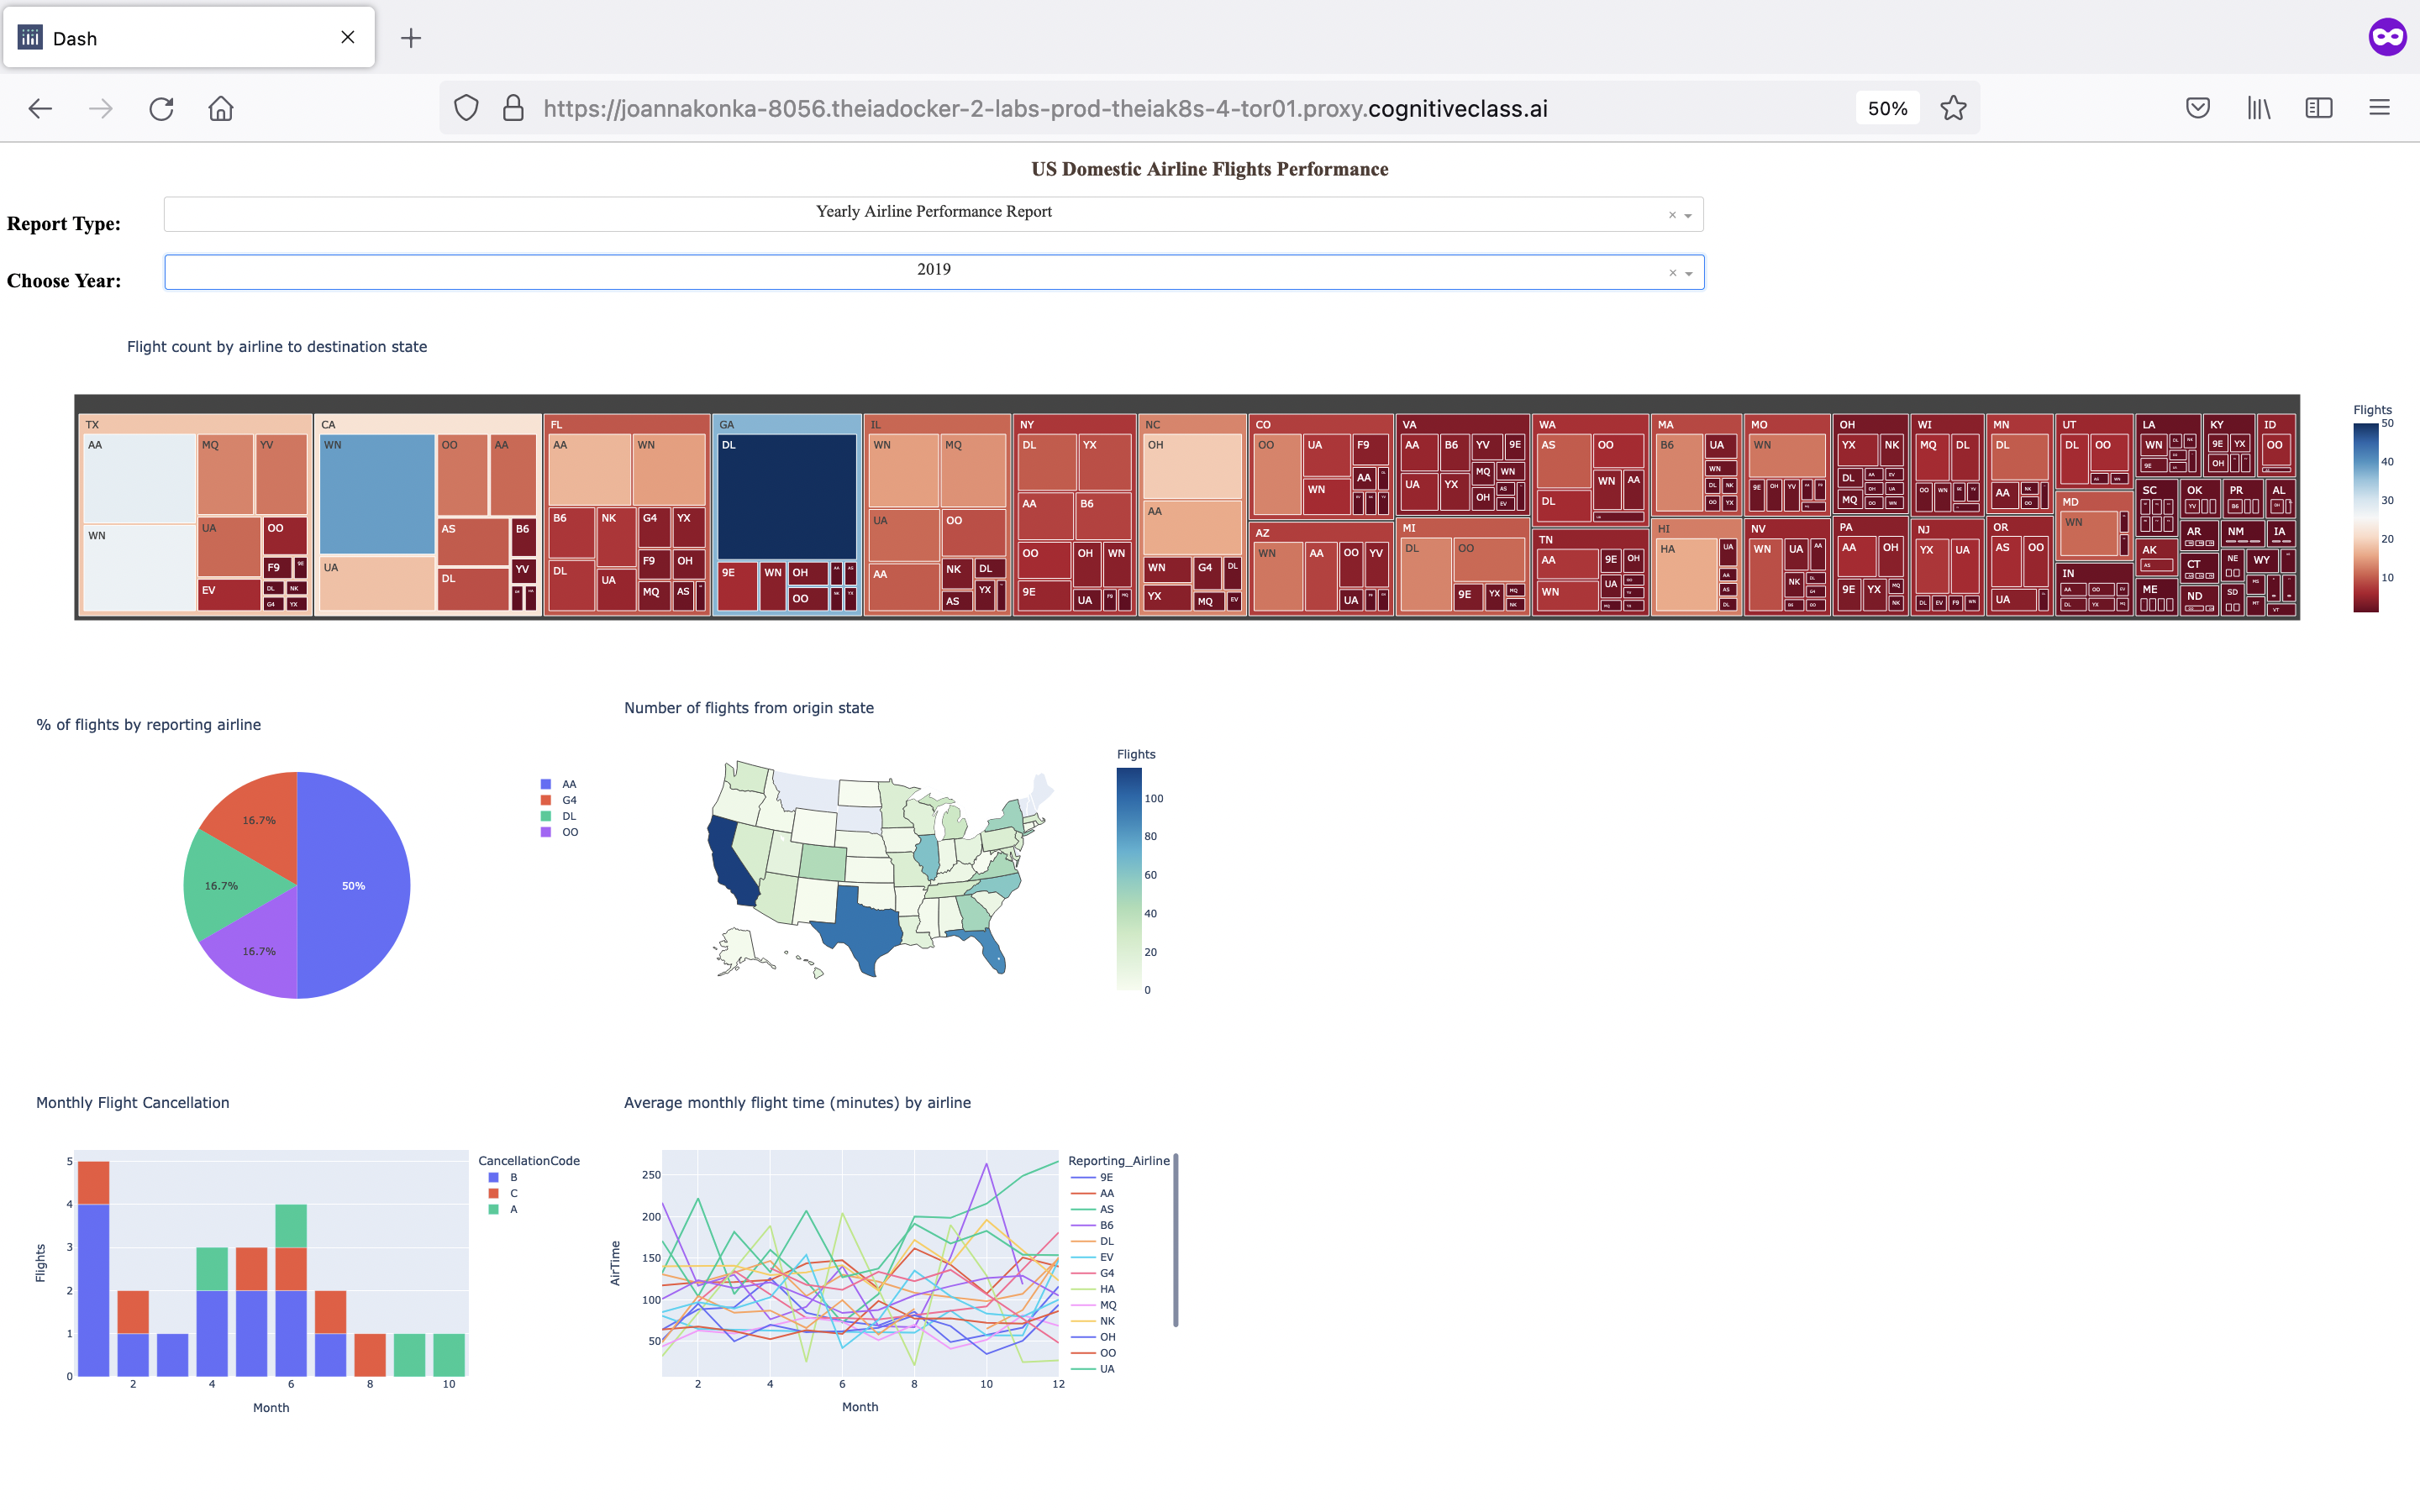 Dash
https://joannakonka-8056.theiadocker-2-labs-prod-theiak8s-4-tor01.proxy.cognitiveclass.ai 50%
US Domestic Airline Flights Performance
Report Type: Yearly Airline Performance Report
Choose Year: 2019
Flight count by airline to destination state
TX CA FL GA IL NY NC CO VA WA MA MO OH WI MN UT LA KY ID
AA MQ YV WN OO AA AA WN DL WN MQ DL YX OH OO UA F9 AA B6 YV 9E AS OO B6 UA WN YX NK MQ DL DL DL OO WN 9E YX OO
WN UA OO EV F9
UA AS B6 DL YV
B6 NK G4 YX DL UA F9 OH MQ AS
9E WN OH OO
UA OO AA NK DL AS YX
AA B6 OO OH WN 9E UA
AA WN G4 DL YX MQ
WN AA
AZ WN AA OO YV UA
UA YX MQ WN OH
MI DL OO 9E YX
DL WN AA
TN AA 9E OH WN UA
HI HA
NV WN UA NK
DL MQ
PA AA OH 9E YX
NJ YX UA
AA
OR AS OO UA
MD WN
IN
SC OK PR AL
AR NM IA
AK CT NE WY
ME ND SD
Flights
50
40
30
20
10
% of flights by reporting airline
16.7%
16.7%
50%
16.7%
AA
G4
DL
OO
Number of flights from origin state
Flights
100
80
60
40
20
0
Monthly Flight Cancellation
Flights
5
4
3
2
1
0
2 4 6 8 10
Month
CancellationCode
B
C
A
Average monthly flight time (minutes) by airline
AirTime
250
200
150
100
50
2 4 6 8 10 12
Month
Reporting_Airline
9E
AA
AS
B6
DL
EV
G4
HA
MQ
NK
OH
OO
UA